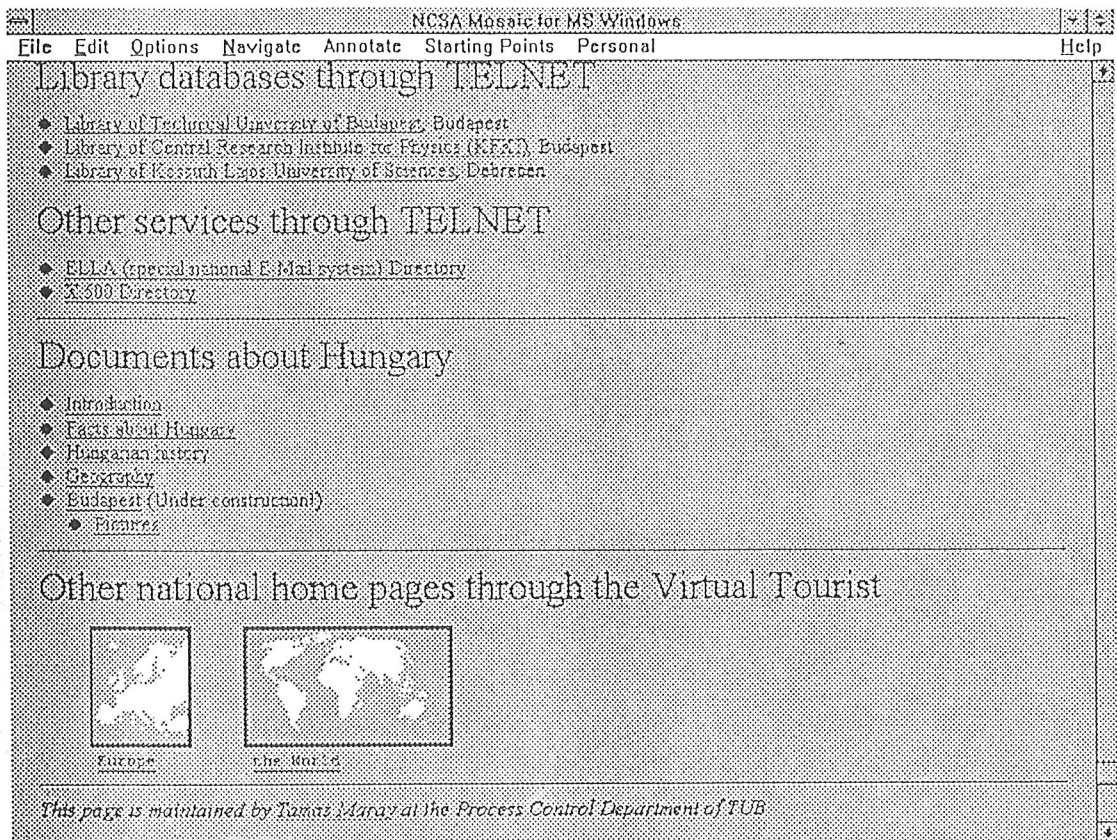 NCSA Mosaic for MS Windows
File Edit Options Navigate Annotate Starting Points Personal Help
Library databases through TELNET
Library of Technical University of Budapest, Budapest
Library of Central Research Institute for Physics (KFKI), Budapest
Library of Kossuth Lajos University of Sciences, Debrecen
Other services through TELNET
ELLA (special national E-Mail system) Directory
X.500 Directory
Documents about Hungary
Introduction
Facts about Hungary
Hungarian history
Geography
Budapest (Under construction!)
Pictures
Other national home pages through the Virtual Tourist
Europe the World
This page is maintained by Tamas Maray at the Process Control Department of TUB